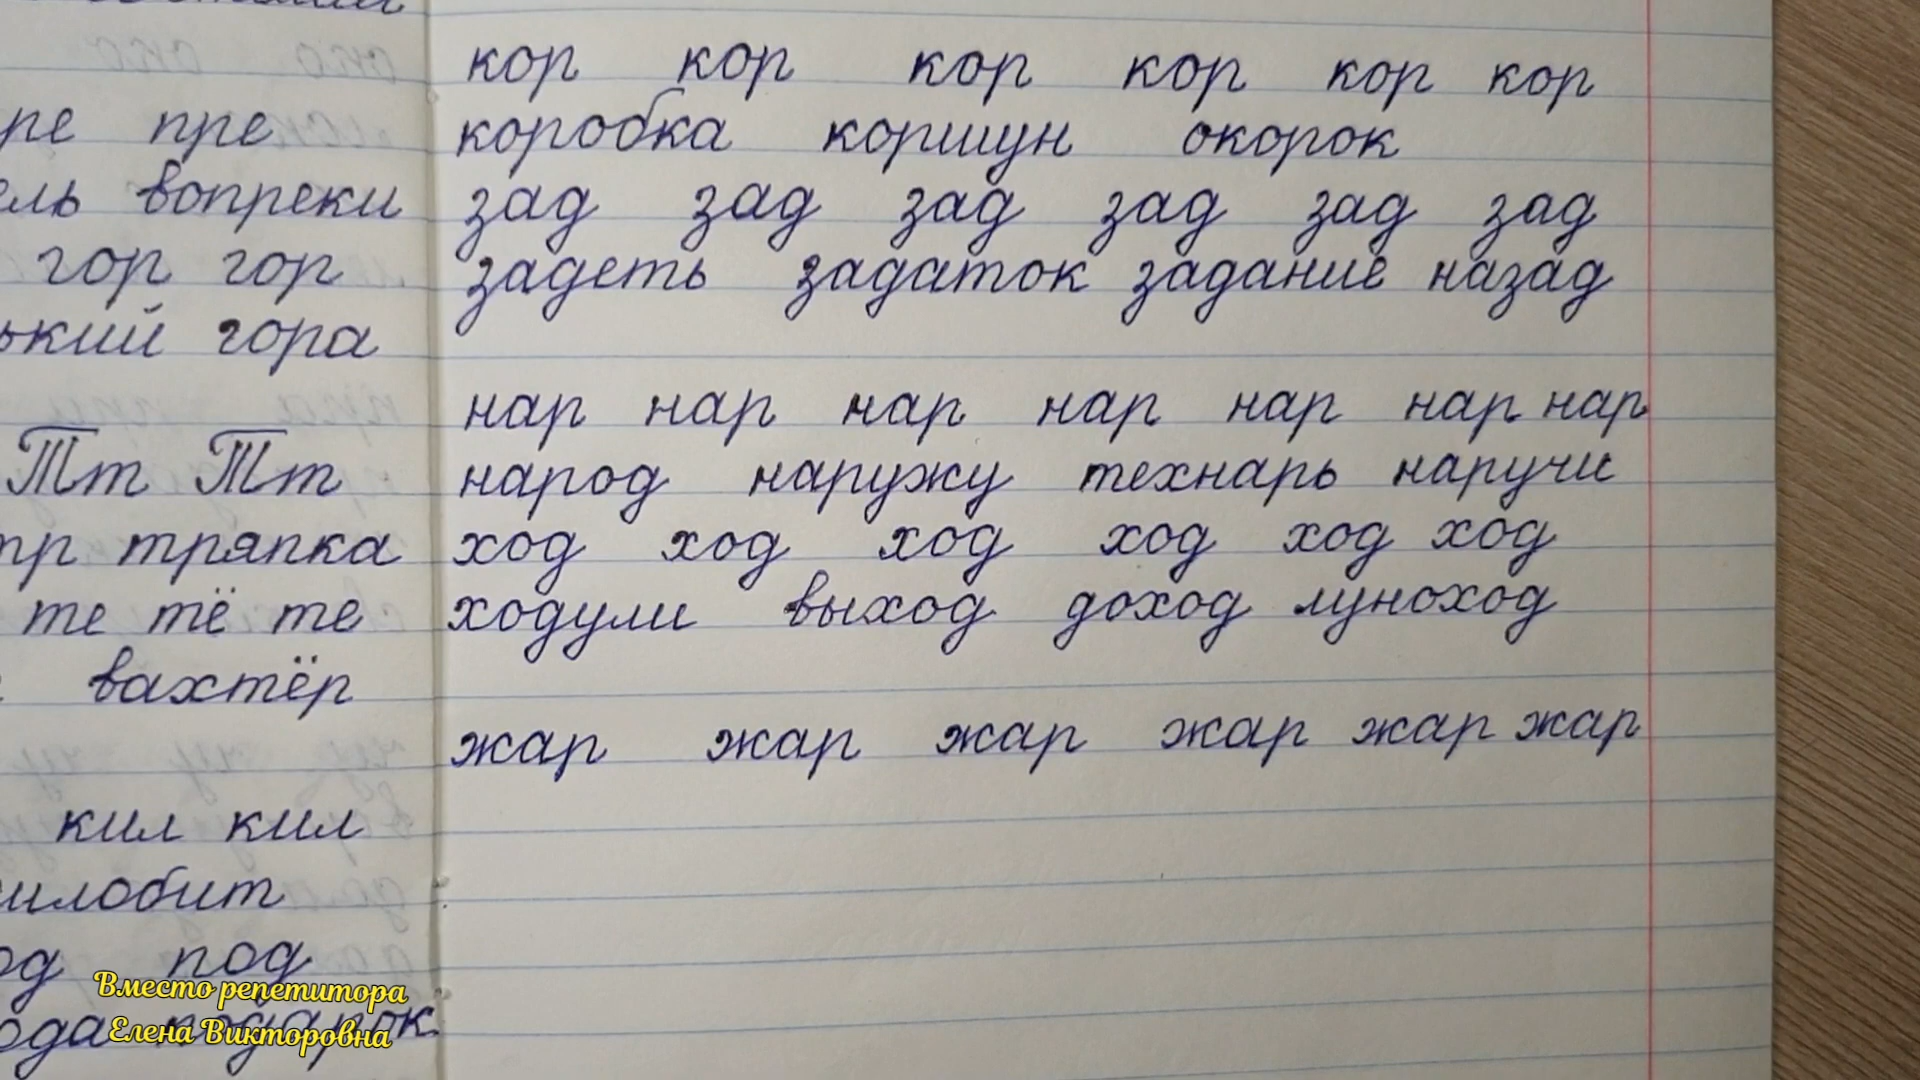 пре
вопреки
гор гор
гора
Тт Тт
тр тряпка
те тё те
вахтёр
кил кил
под
подарок
кор кор кор кор кор кор
коробка коршун окорок
зад зад зад зад зад зад
задеть задаток задание назад
нар нар нар нар нар нар нар
народ наружу технарь наручи
ход ход ход ход ход ход
ходули выход доход луноход
жар жар жар жар жар жар
Вместо репетитора
Елена Викторовна